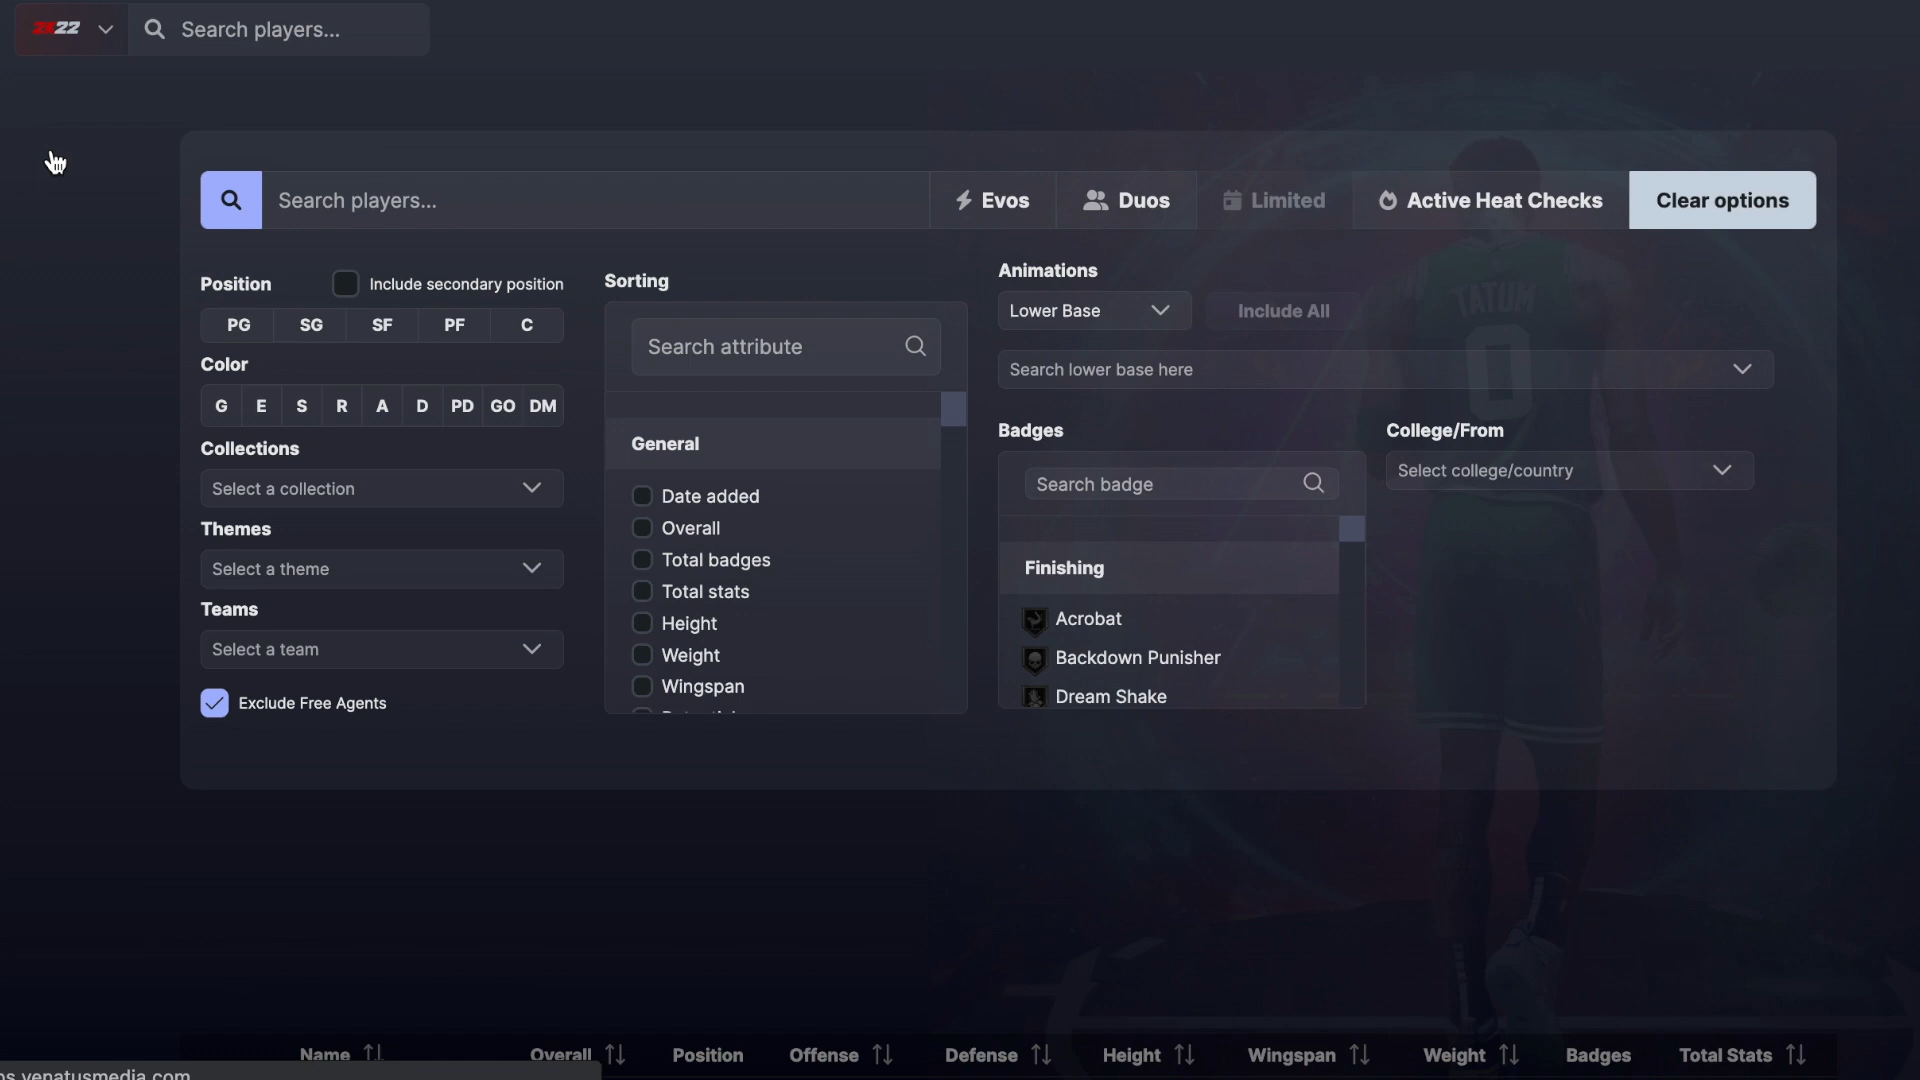 2K22 Search players...
Search players... Evos Duos Limited Active Heat Checks Clear options
Position Include secondary position
PG SG SF PF C
Color
G E S R A D PD GO DM
Collections
Select a collection
Themes
Select a theme
Teams
Select a team
Exclude Free Agents
Sorting
Search attribute
General
Date added
Overall
Total badges
Total stats
Height
Weight
Wingspan
Animations
Lower Base Include All
Search lower base here
Badges
Search badge
Finishing
Acrobat
Backdown Punisher
Dream Shake
College/From
Select college/country
TATUM
0
Name Overall Position Offense Defense Height Wingspan Weight Badges Total Stats
venatusmedia.com